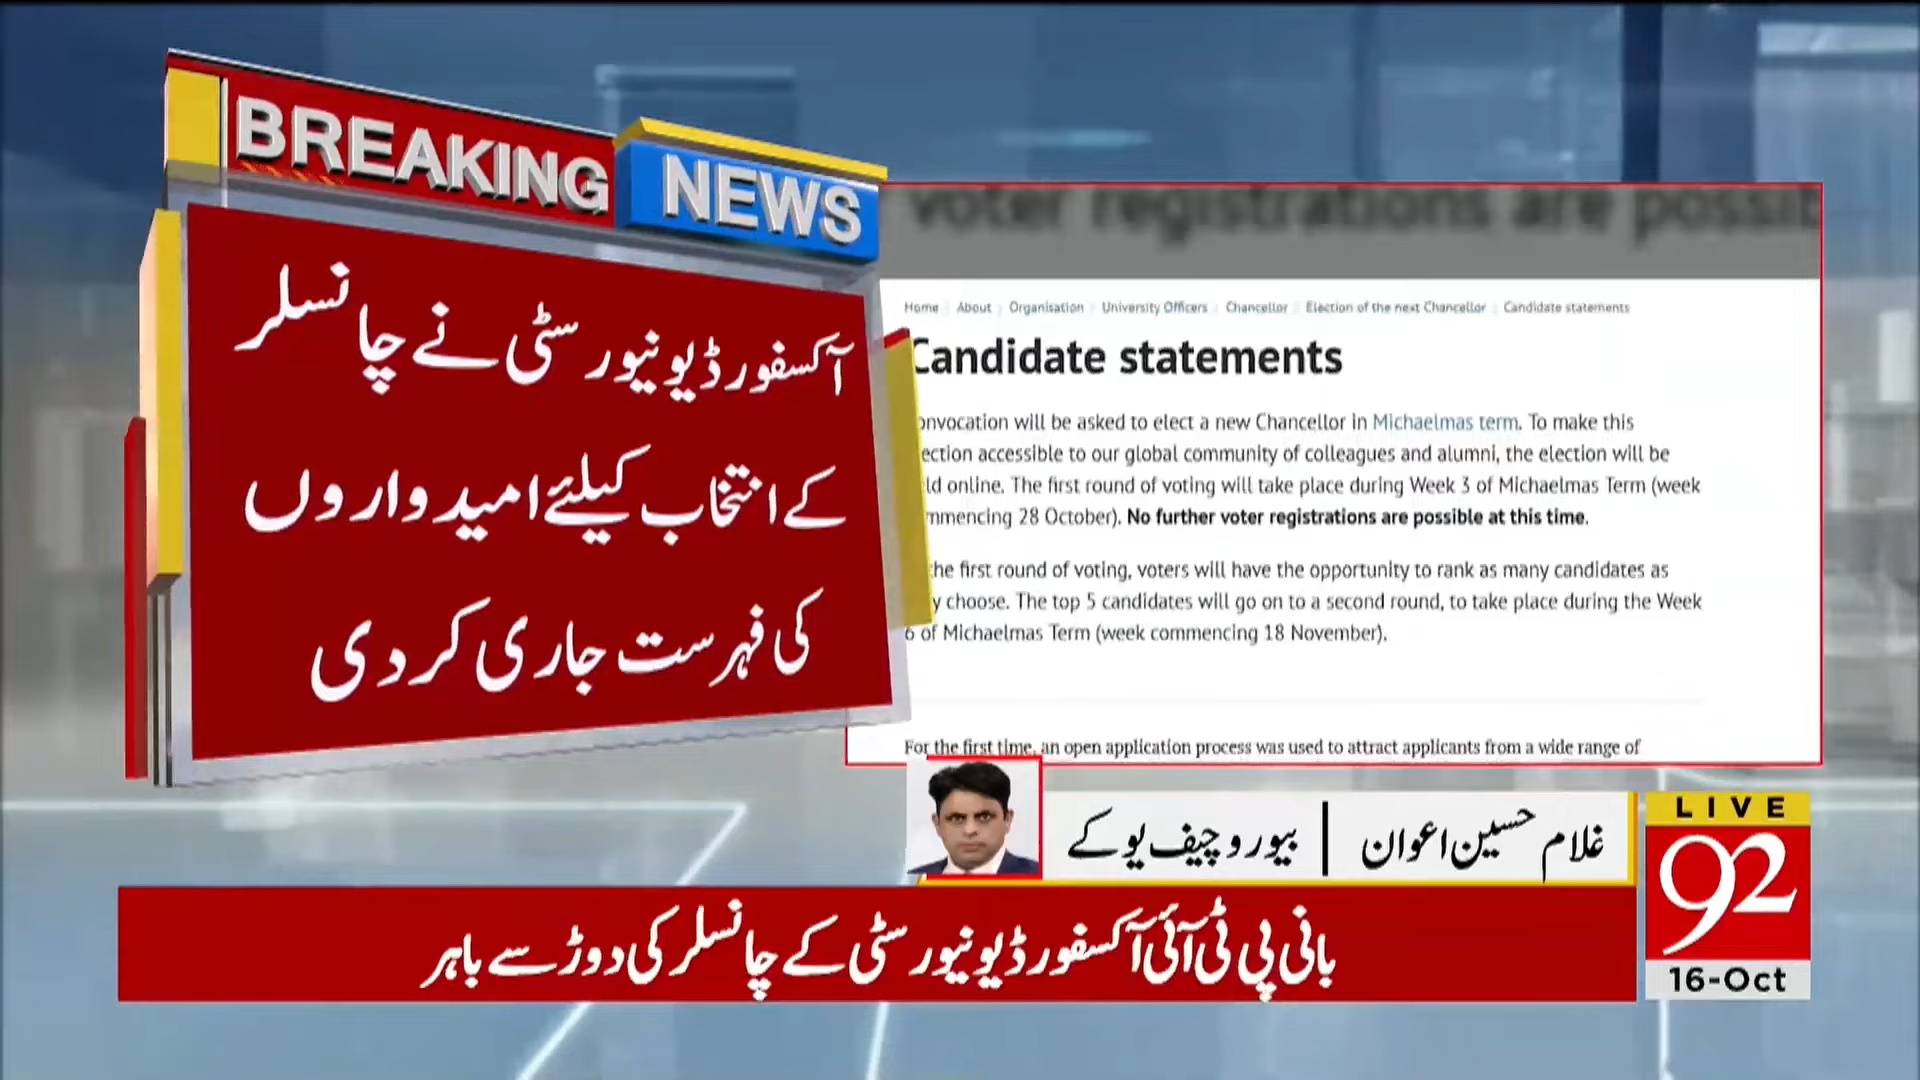 BREAKING NEWS
آکسفورڈ یونیورسٹی نے چانسلر
کے انتخاب کیلئے امیدواروں
کی فہرست جاری کر دی
voter registrations are possib
Home About Organisation University Officers Chancellor Election of the next Chancellor Candidate statements
Candidate statements
onvocation will be asked to elect a new Chancellor in Michaelmas term. To make this
ection accessible to our global community of colleagues and alumni, the election will be
ld online. The first round of voting will take place during Week 3 of Michaelmas Term (week
mmencing 28 October). No further voter registrations are possible at this time.
he first round of voting, voters will have the opportunity to rank as many candidates as
y choose. The top 5 candidates will go on to a second round, to take place during the Week
6 of Michaelmas Term (week commencing 18 November).
For the first time, an open application process was used to attract applicants from a wide range of
غلام حسین اعوان | بیورو چیف یو کے
بانی پی ٹی آئی آکسفورڈ یونیورسٹی کے چانسلر کی دوڑ سے باہر
LIVE
92
16-Oct